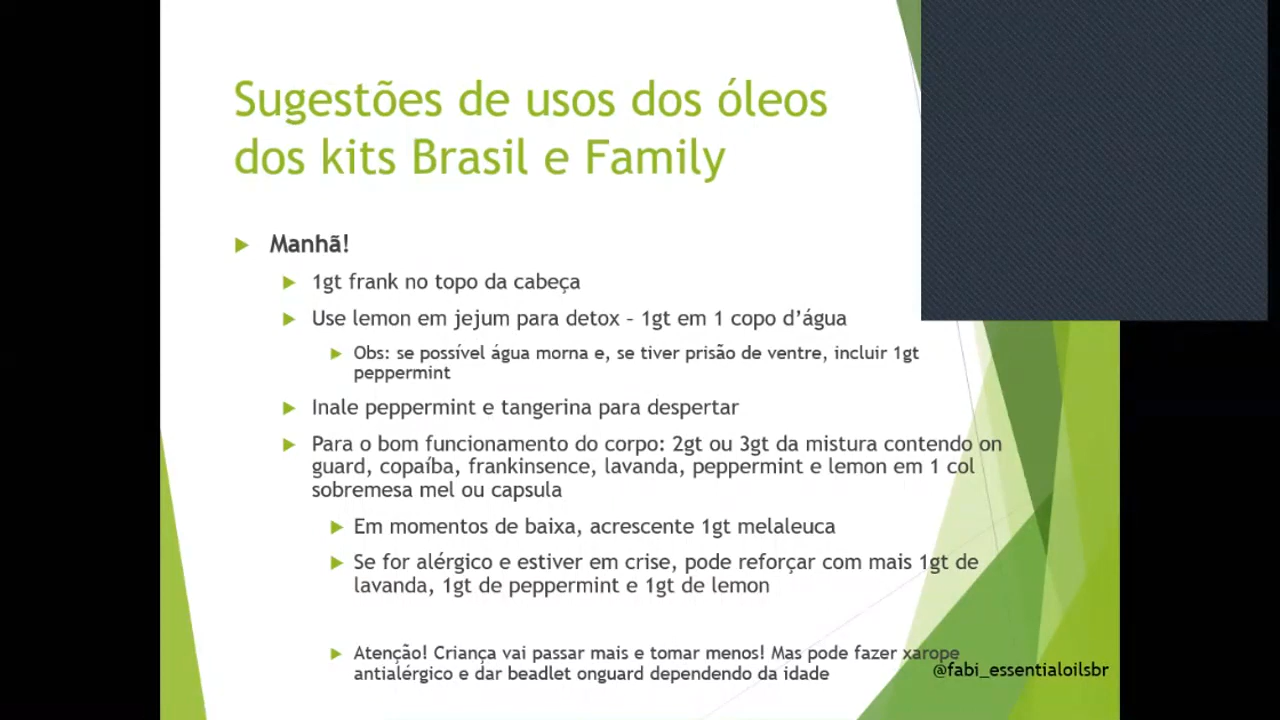 Sugestões de usos dos óleos
dos kits Brasil e Family
Manhã!
1gt frank no topo da cabeça
Use lemon em jejum para detox – 1gt em 1 copo d’água
Obs: se possível água morna e, se tiver prisão de ventre, incluir 1gt
peppermint
Inale peppermint e tangerina para despertar
Para o bom funcionamento do corpo: 2gt ou 3gt da mistura contendo on
guard, copaíba, frankinsence, lavanda, peppermint e lemon em 1 col
sobremesa mel ou capsula
Em momentos de baixa, acrescente 1gt melaleuca
Se for alérgico e estiver em crise, pode reforçar com mais 1gt de
lavanda, 1gt de peppermint e 1gt de lemon
Atenção! Criança vai passar mais e tomar menos! Mas pode fazer xarope
antialérgico e dar beadlet onguard dependendo da idade
@fabi_essentialoilsbr